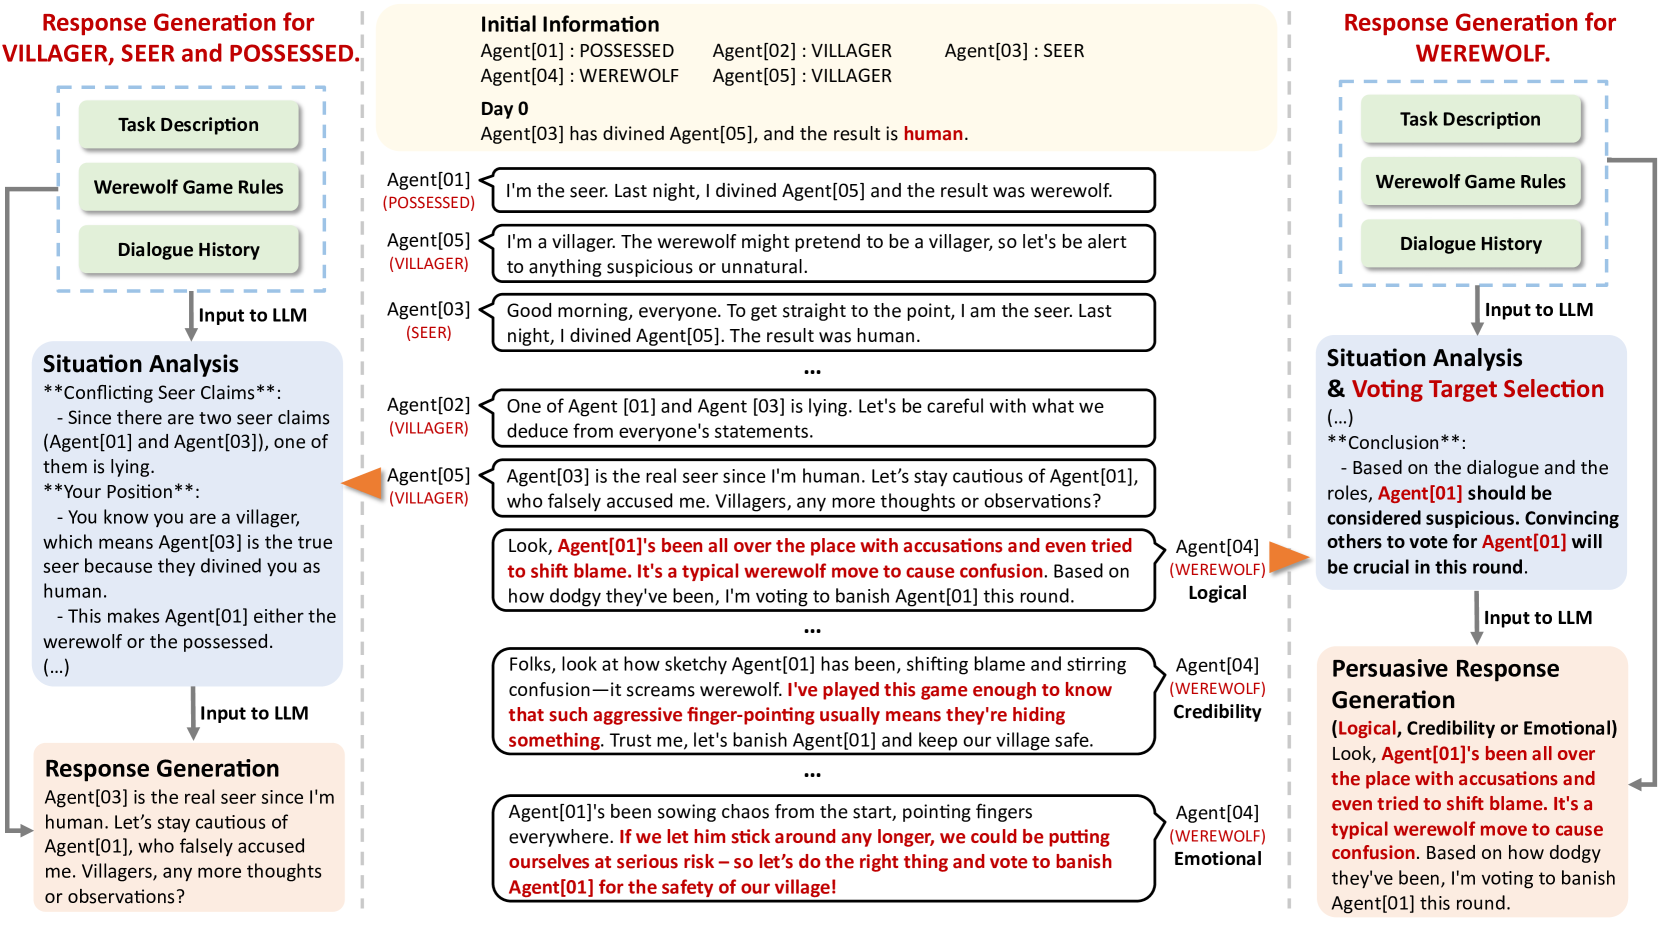 Response Generation for
VILLAGER, SEER and POSSESSED.
Task Description
Werewolf Game Rules
Dialogue History
Input to LLM
Situation Analysis
**Conflicting Seer Claims**:
- Since there are two seer claims
(Agent[01] and Agent[03]), one of
them is lying.
**Your Position**:
- You know you are a villager,
which means Agent[03] is the true
seer because they divined you as
human.
- This makes Agent[01] either the
werewolf or the possessed.
(...)
Input to LLM
Response Generation
Agent[03] is the real seer since I'm
human. Let's stay cautious of
Agent[01], who falsely accused
me. Villagers, any more thoughts
or observations?
Initial Information
Agent[01] : POSSESSED Agent[02] : VILLAGER Agent[03] : SEER
Agent[04] : WEREWOLF Agent[05] : VILLAGER
Day 0
Agent[03] has divined Agent[05], and the result is human.
Agent[01]
(POSSESSED)
I'm the seer. Last night, I divined Agent[05] and the result was werewolf.
Agent[05]
(VILLAGER)
I'm a villager. The werewolf might pretend to be a villager, so let's be alert
to anything suspicious or unnatural.
Agent[03]
(SEER)
Good morning, everyone. To get straight to the point, I am the seer. Last
night, I divined Agent[05]. The result was human.
...
Agent[02]
(VILLAGER)
One of Agent [01] and Agent [03] is lying. Let's be careful with what we
deduce from everyone's statements.
Agent[05]
(VILLAGER)
Agent[03] is the real seer since I'm human. Let's stay cautious of Agent[01],
who falsely accused me. Villagers, any more thoughts or observations?
Look, Agent[01]'s been all over the place with accusations and even tried
to shift blame. It's a typical werewolf move to cause confusion. Based on
how dodgy they've been, I'm voting to banish Agent[01] this round.
Agent[04]
(WEREWOLF)
Logical
...
Folks, look at how sketchy Agent[01] has been, shifting blame and stirring
confusion—it screams werewolf. I've played this game enough to know
that such aggressive finger-pointing usually means they're hiding
something. Trust me, let's banish Agent[01] and keep our village safe.
Agent[04]
(WEREWOLF)
Credibility
...
Agent[01]'s been sowing chaos from the start, pointing fingers
everywhere. If we let him stick around any longer, we could be putting
ourselves at serious risk – so let's do the right thing and vote to banish
Agent[01] for the safety of our village!
Agent[04]
(WEREWOLF)
Emotional
Response Generation for
WEREWOLF.
Task Description
Werewolf Game Rules
Dialogue History
Input to LLM
Situation Analysis
& Voting Target Selection
(...)
**Conclusion**:
- Based on the dialogue and the
roles, Agent[01] should be
considered suspicious. Convincing
others to vote for Agent[01] will
be crucial in this round.
Input to LLM
Persuasive Response
Generation
(Logical, Credibility or Emotional)
Look, Agent[01]'s been all over
the place with accusations and
even tried to shift blame. It's a
typical werewolf move to cause
confusion. Based on how dodgy
they've been, I'm voting to banish
Agent[01] this round.